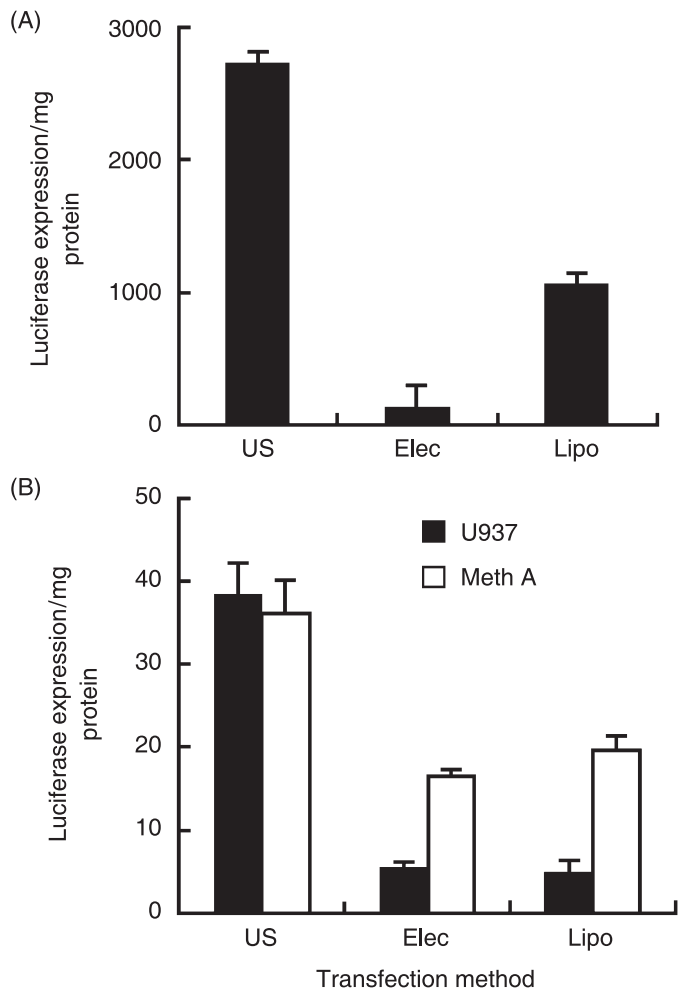 (A)
3000
2000
1000
0
Luciferase expression/mg
protein
US Elec Lipo
(B)
50
40
30
20
10
0
Luciferase expression/mg
protein
U937
Meth A
US Elec Lipo
Transfection method